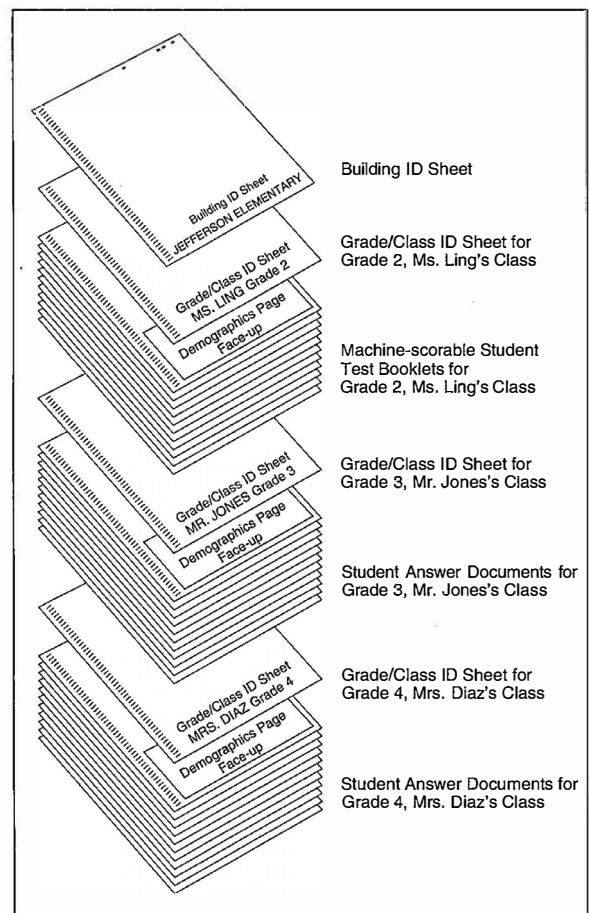 Building ID Sheet
JEFFERSON ELEMENTARY
Building ID Sheet
Grade/Class ID Sheet
MS. LING Grade 2
Grade/Class ID Sheet for
Grade 2, Ms. Ling's Class
Demographics Page
Face-up
Machine-scorable Student
Test Booklets for
Grade 2, Ms. Ling's Class
Grade/Class ID Sheet
MR. JONES Grade 3
Grade/Class ID Sheet for
Grade 3, Mr. Jones's Class
Demographics Page
Face-up
Student Answer Documents for
Grade 3, Mr. Jones's Class
Grade/Class ID Sheet
MRS. DIAZ Grade 4
Grade/Class ID Sheet for
Grade 4, Mrs. Diaz's Class
Demographics Page
Face-up
Student Answer Documents for
Grade 4, Mrs. Diaz's Class